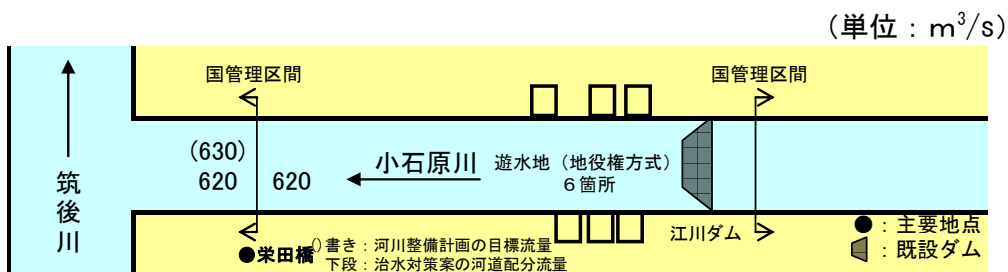 （単位：m³/s）
国管理区間
国管理区間
(630)
620
620
小石原川
遊水地（地役権方式）
６箇所
筑後川
江川ダム
●：主要地点
：既設ダム
●栄田橋
()書き：河川整備計画の目標流量
下段：治水対策案の河道配分流量